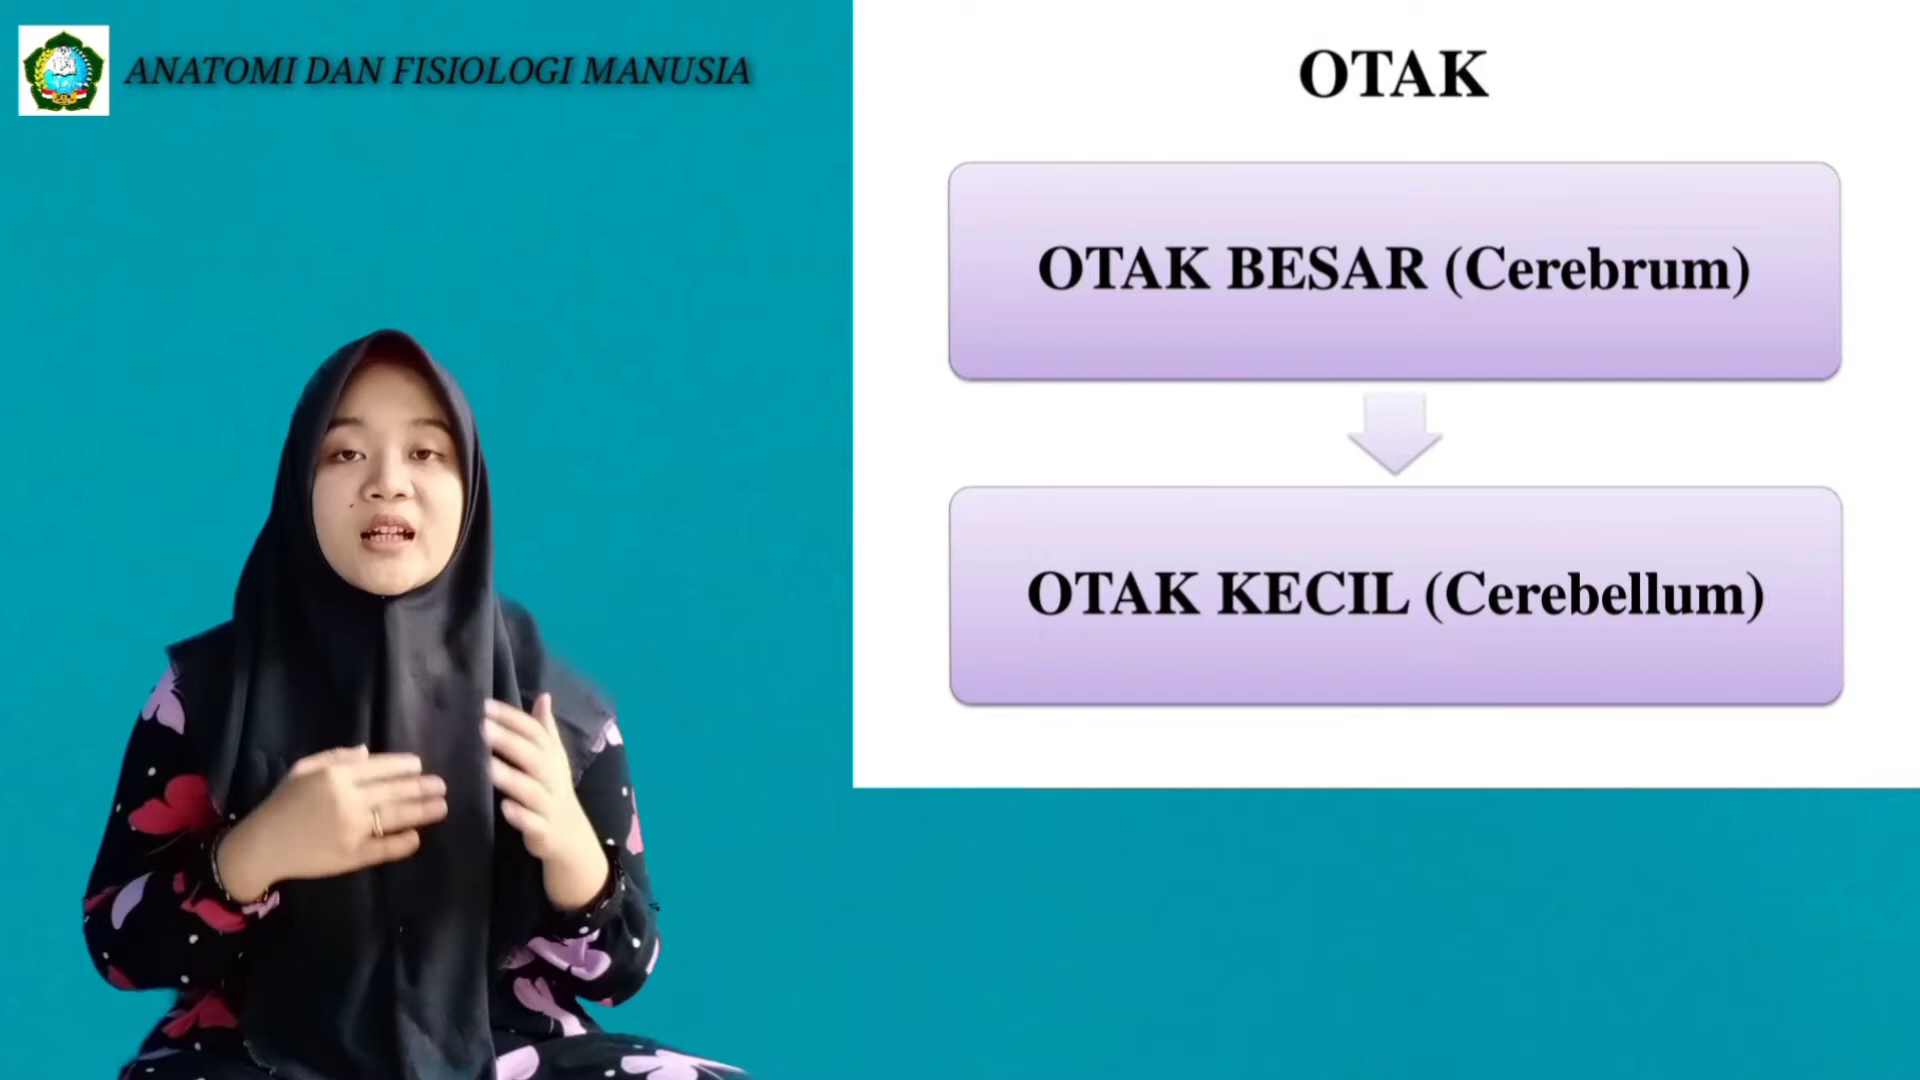 ANATOMI DAN FISIOLOGI MANUSIA
OTAK
OTAK BESAR (Cerebrum)
OTAK KECIL (Cerebellum)